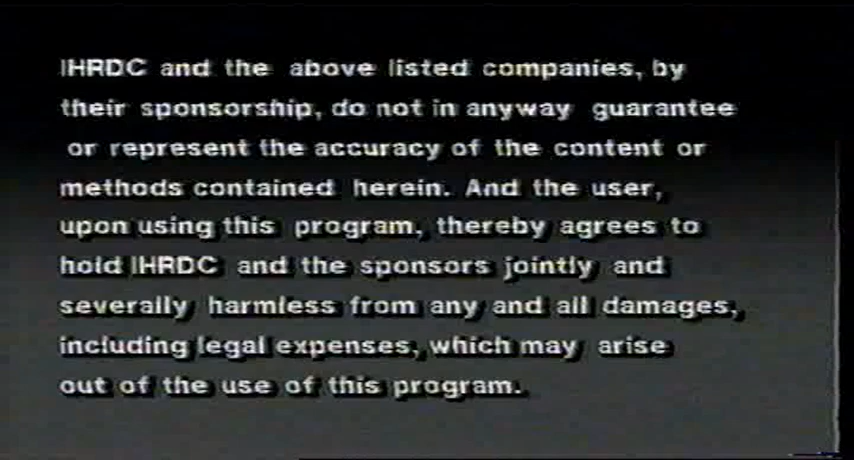 IHRDC and the above listed companies, by
their sponsorship, do not in anyway guarantee
or represent the accuracy of the content or
methods contained herein. And the user,
upon using this program, thereby agrees to
hold IHRDC and the sponsors jointly and
severally harmless from any and all damages,
including legal expenses, which may arise
out of the use of this program.